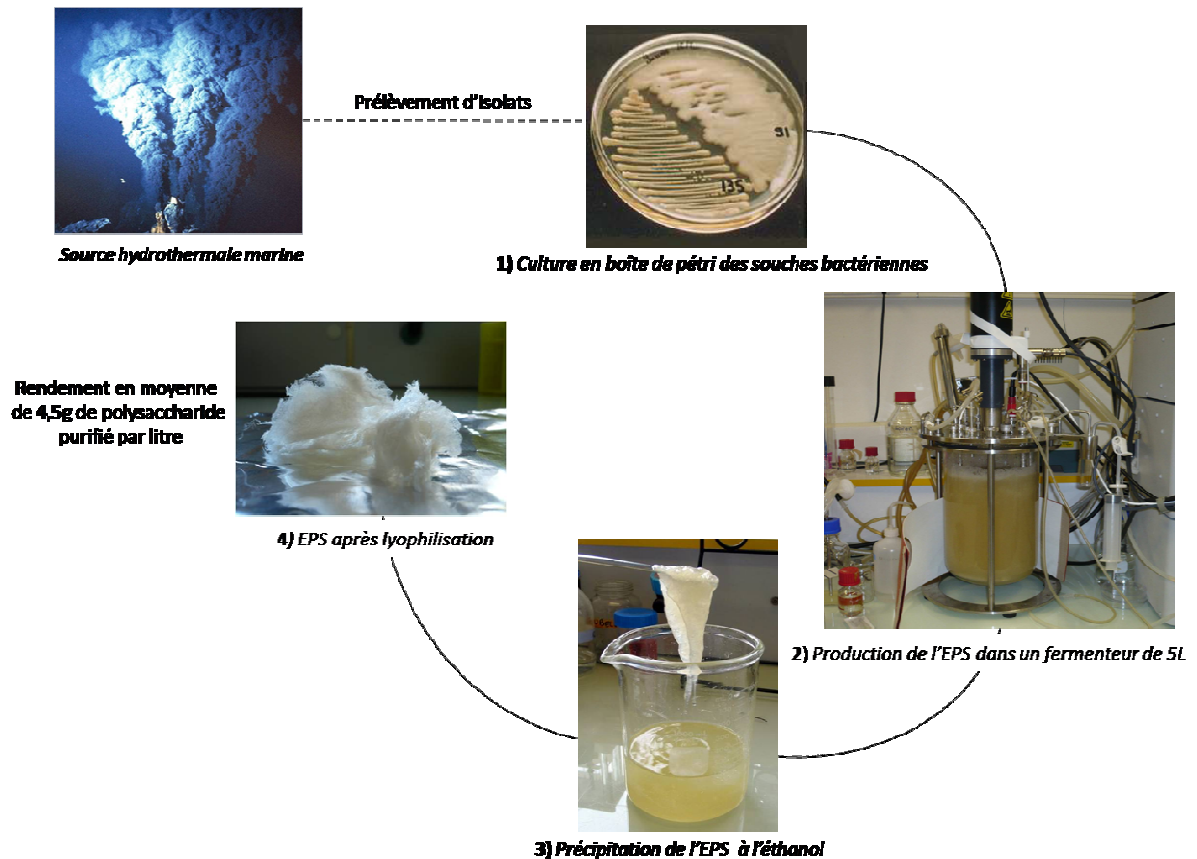 Prélèvement d'isolats
Source hydrothermale marine
1) Culture en boîte de pétri des souches bactériennes
91
135
Rendement en moyenne
de 4,5g de polysaccharide
purifié par litre
4) EPS après lyophilisation
2) Production de l'EPS dans un fermenteur de 5L
3) Précipitation de l'EPS à l'éthanol